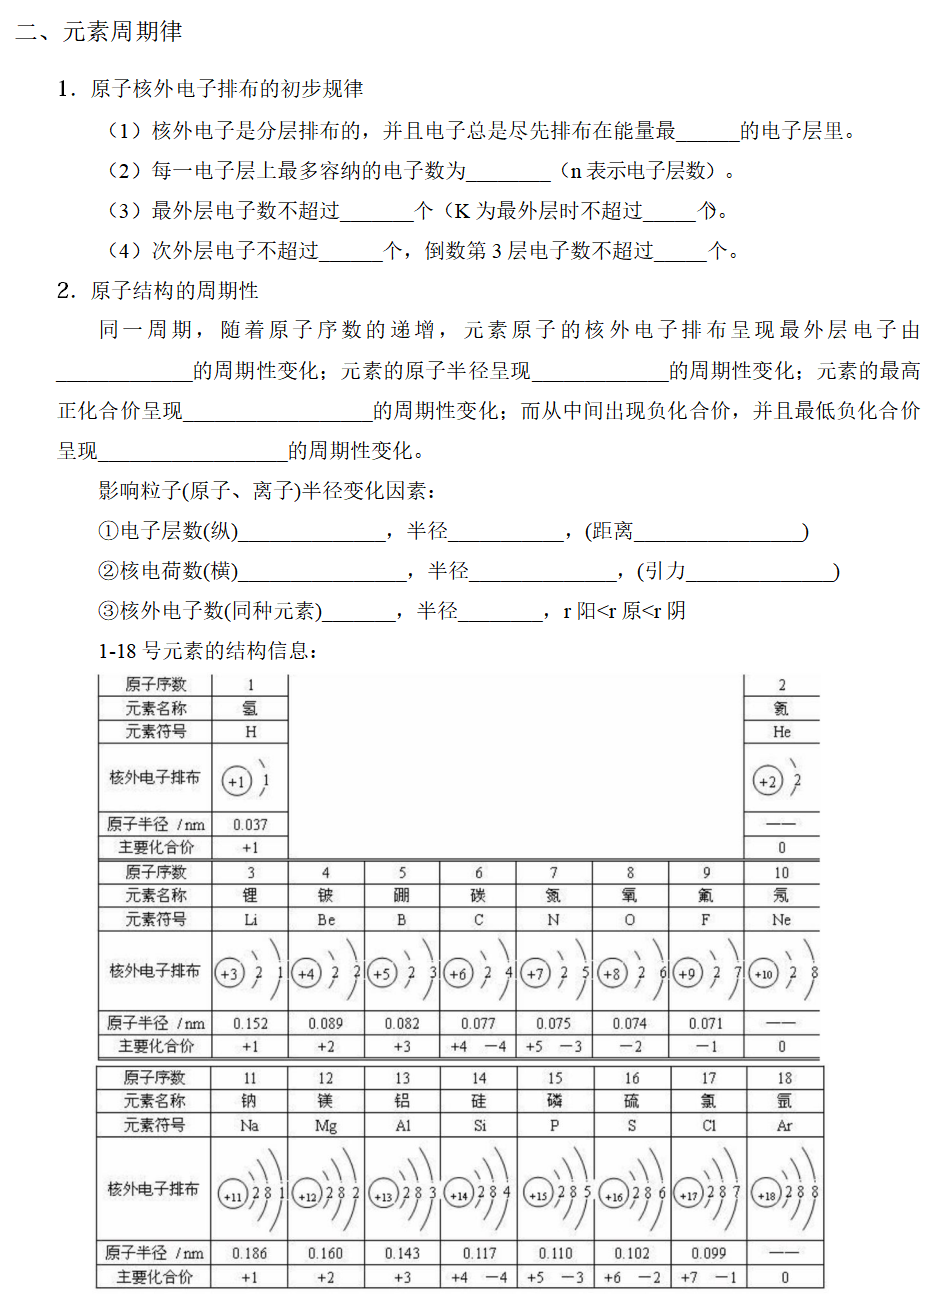 二、元素周期律
1．原子核外电子排布的初步规律
（1）核外电子是分层排布的，并且电子总是尽先排布在能量最______的电子层里。
（2）每一电子层上最多容纳的电子数为________（n 表示电子层数）。
（3）最外层电子数不超过_______个（K 为最外层时不超过_____个）。
（4）次外层电子不超过______个，倒数第 3 层电子数不超过_____个。
2．原子结构的周期性
同一周期，随着原子序数的递增，元素原子的核外电子排布呈现最外层电子由
_____________的周期性变化；元素的原子半径呈现_____________的周期性变化；元素的最高
正化合价呈现__________________的周期性变化；而从中间出现负化合价，并且最低负化合价
呈现__________________的周期性变化。
影响粒子(原子、离子)半径变化因素：
①电子层数(纵)______________，半径___________，(距离________________)
②核电荷数(横)________________，半径______________，(引力______________)
③核外电子数(同种元素)_______，半径________，r 阳<r 原<r 阴
1-18 号元素的结构信息：
原子序数 1 2
元素名称 氢 氦
元素符号 H He
核外电子排布 +1 1 +2 2
原子半径 /nm 0.037 ——
主要化合价 +1 0
原子序数 3 4 5 6 7 8 9 10
元素名称 锂 铍 硼 碳 氮 氧 氟 氖
元素符号 Li Be B C N O F Ne
核外电子排布 +3 2 1 +4 2 2 +5 2 3 +6 2 4 +7 2 5 +8 2 6 +9 2 7 +10 2 8
原子半径 /nm 0.152 0.089 0.082 0.077 0.075 0.074 0.071 ——
主要化合价 +1 +2 +3 +4 －4 +5 －3 －2 －1 0
原子序数 11 12 13 14 15 16 17 18
元素名称 钠 镁 铝 硅 磷 硫 氯 氩
元素符号 Na Mg Al Si P S Cl Ar
核外电子排布 +11 2 8 1 +12 2 8 2 +13 2 8 3 +14 2 8 4 +15 2 8 5 +16 2 8 6 +17 2 8 7 +18 2 8 8
原子半径 /nm 0.186 0.160 0.143 0.117 0.110 0.102 0.099 ——
主要化合价 +1 +2 +3 +4 －4 +5 －3 +6 －2 +7 －1 0